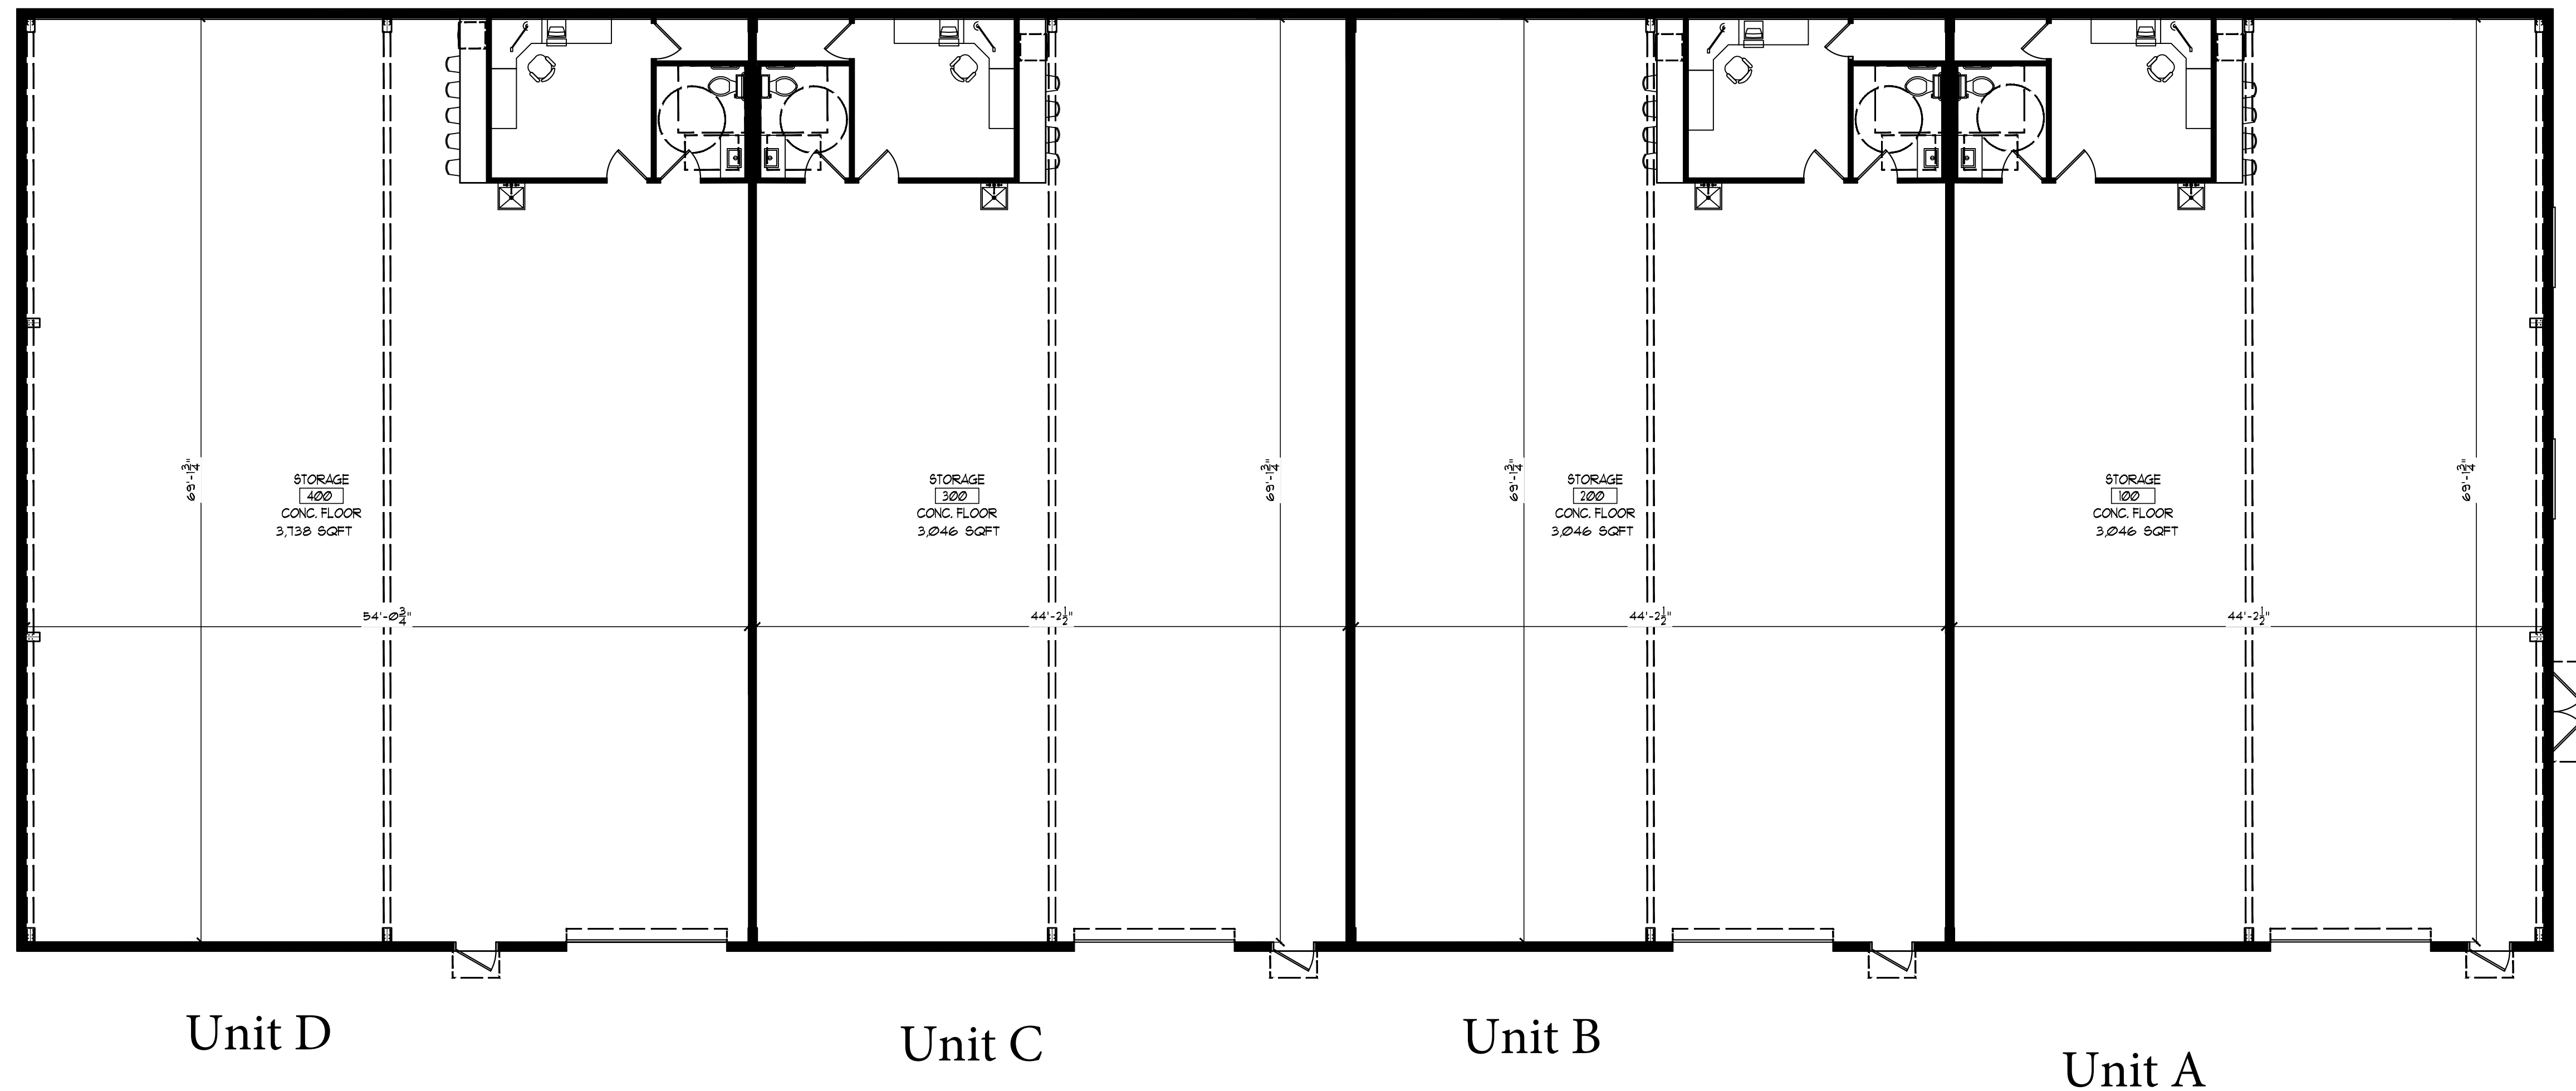 STORAGE
400
CONC. FLOOR
3,738 SQFT
STORAGE
300
CONC. FLOOR
3,046 SQFT
STORAGE
200
CONC. FLOOR
3,046 SQFT
STORAGE
100
CONC. FLOOR
3,046 SQFT
69'-1 3/4"
69'-1 3/4"
69'-1 3/4"
69'-1 3/4"
54'-0 3/4"
44'-2 1/2"
44'-2 1/2"
44'-2 1/2"
Unit D
Unit C
Unit B
Unit A